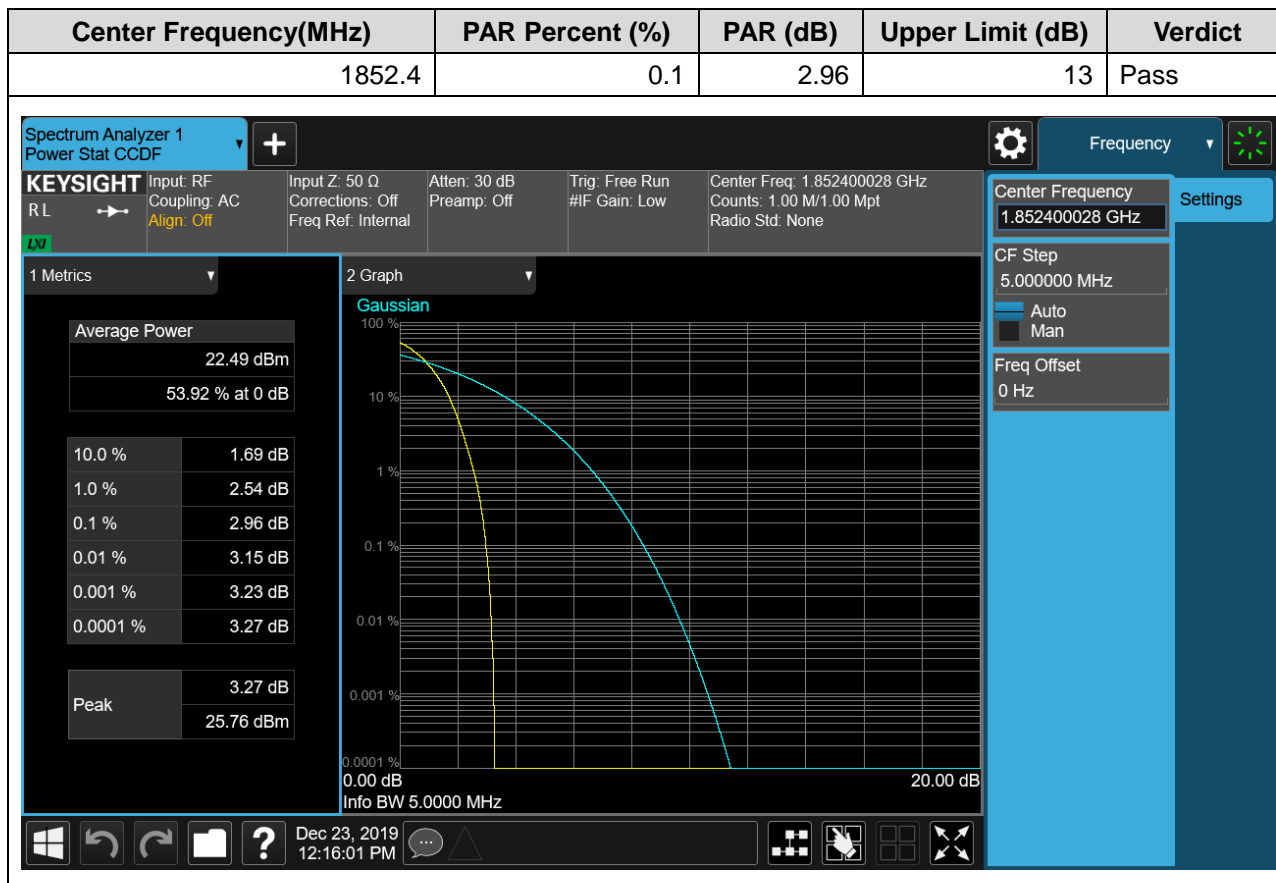 Center Frequency(MHz) PAR Percent (%) PAR (dB) Upper Limit (dB) Verdict
1852.4 0.1 2.96 13 Pass
Spectrum Analyzer 1
Power Stat CCDF
+
Frequency
KEYSIGHT
R L
LXI
Input: RF
Coupling: AC
Align: Off
Input Z: 50 Ω
Corrections: Off
Freq Ref: Internal
Atten: 30 dB
Preamp: Off
Trig: Free Run
#IF Gain: Low
Center Freq: 1.852400028 GHz
Counts: 1.00 M/1.00 Mpt
Radio Std: None
Center Frequency
1.852400028 GHz
Settings
CF Step
5.000000 MHz
Auto
Man
Freq Offset
0 Hz
1 Metrics
Average Power
22.49 dBm
53.92 % at 0 dB
10.0 % 1.69 dB
1.0 % 2.54 dB
0.1 % 2.96 dB
0.01 % 3.15 dB
0.001 % 3.23 dB
0.0001 % 3.27 dB
Peak
3.27 dB
25.76 dBm
2 Graph
Gaussian
100 %
10 %
1 %
0.1 %
0.01 %
0.001 %
0.0001 %
0.00 dB 20.00 dB
Info BW 5.0000 MHz
?
Dec 23, 2019
12:16:01 PM